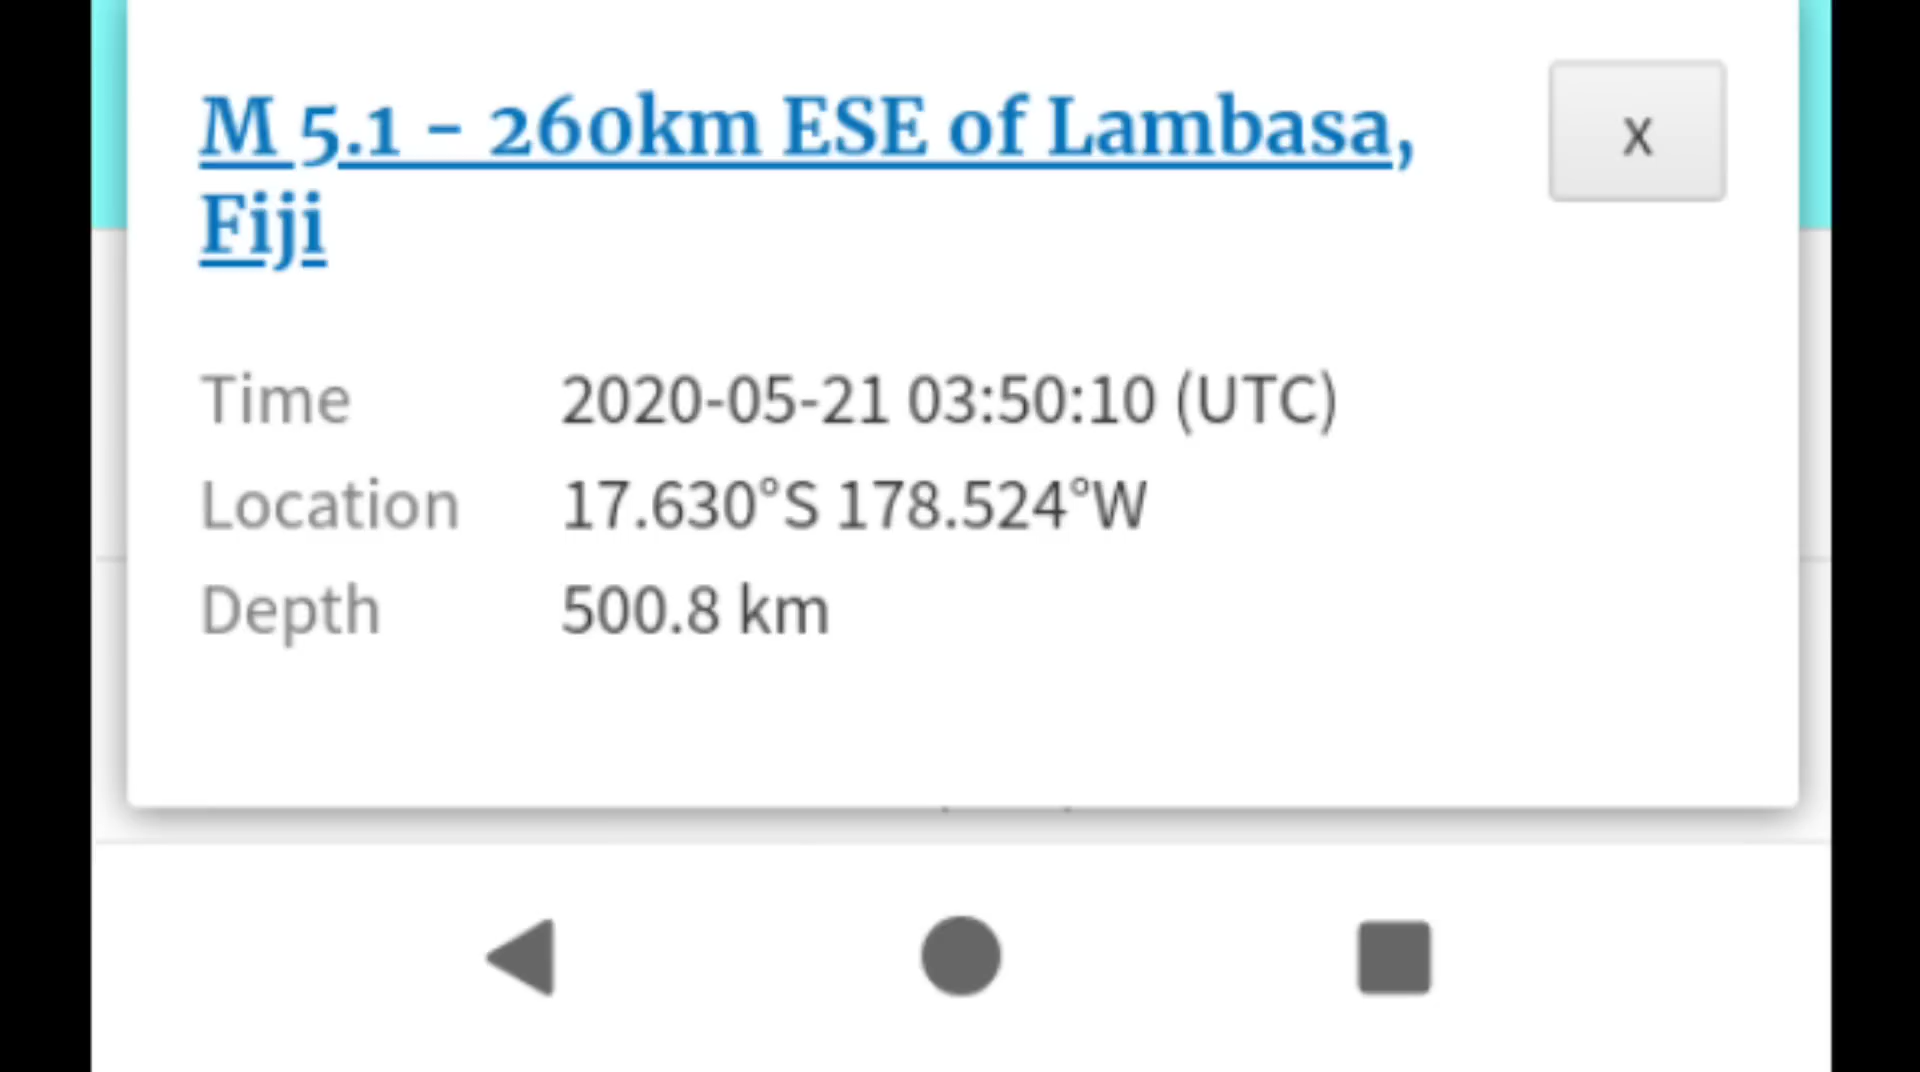 M 5.1 - 260km ESE of Lambasa,
Fiji
x
Time 2020-05-21 03:50:10 (UTC)
Location 17.630°S 178.524°W
Depth 500.8 km